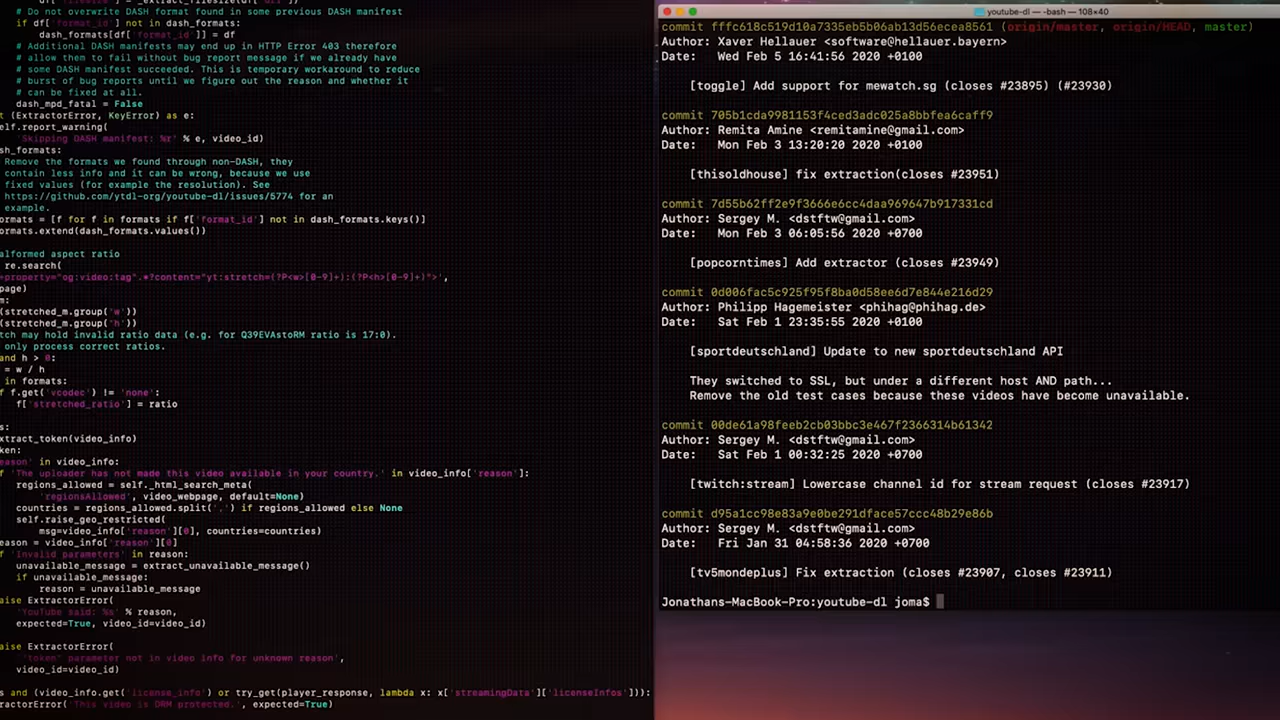 # Do not overwrite DASH format found in some previous DASH manifest
if df['format_id'] not in dash_formats:
dash_formats[df['format_id']] = df
# Additional DASH manifests may end up in HTTP Error 403 therefore
# allow them to fail without bug report message if we already have
# some DASH manifest succeeded. This is temporary workaround to reduce
# burst of bug reports until we figure out the reason and whether it
# can be fixed at all.
dash_mpd_fatal = False
t (ExtractorError, KeyError) as e:
elf.report_warning(
'Skipping DASH manifest: %r' % e, video_id)
sh_formats:
Remove the formats we found through non-DASH, they
contain less info and it can be wrong, because we use
fixed values (for example the resolution). See
https://github.com/ytdl-org/youtube-dl/issues/5774 for an
example.
ormats = [f for f in formats if f['format_id'] not in dash_formats.keys()]
ormats.extend(dash_formats.values())
alformed aspect ratio
re.search(
property="og:video:tag".*?content="yt:stretch=(?P<w>[0-9]+):(?P<h>[0-9]+)">',
page)
m:
(stretched_m.group('w'))
(stretched_m.group('h'))
tch may hold invalid ratio data (e.g. for Q39EVAstoRM ratio is 17:0).
only process correct ratios.
and h > 0:
= w / h
in formats:
f f.get('vcodec') != 'none':
f['stretched_ratio'] = ratio
s:
xtract_token(video_info)
ken:
eason' in video_info:
f 'The uploader has not made this video available in your country.' in video_info['reason']:
regions_allowed = self._html_search_meta(
'regionsAllowed', video_webpage, default=None)
countries = regions_allowed.split(',') if regions_allowed else None
self.raise_geo_restricted(
msg=video_info['reason'][0], countries=countries)
eason = video_info['reason'][0]
f 'Invalid parameters' in reason:
unavailable_message = extract_unavailable_message()
if unavailable_message:
reason = unavailable_message
aise ExtractorError(
'YouTube said: %s' % reason,
expected=True, video_id=video_id)
aise ExtractorError(
'"token" parameter not in video info for unknown reason',
video_id=video_id)
s and (video_info.get('license_info') or try_get(player_response, lambda x: x['streamingData']['licenseInfos'])):
ractorError('This video is DRM protected.', expected=True)
youtube-dl — -bash — 108×40
commit fffc618c519d10a7335eb5b06ab13d56ecea8561 (origin/master, origin/HEAD, master)
Author: Xaver Hellauer <software@hellauer.bayern>
Date: Wed Feb 5 16:41:56 2020 +0100
[toggle] Add support for mewatch.sg (closes #23895) (#23930)
commit 705b1cda9981153f4ced3adc025a8bbfea6caff9
Author: Remita Amine <remitamine@gmail.com>
Date: Mon Feb 3 13:20:20 2020 +0100
[thisoldhouse] fix extraction(closes #23951)
commit 7d55b62ff2e9f3666e6cc4daa969647b917331cd
Author: Sergey M. <dstftw@gmail.com>
Date: Mon Feb 3 06:05:56 2020 +0700
[popcorntimes] Add extractor (closes #23949)
commit 0d006fac5c925f95f8ba0d58ee6d7e844e216d29
Author: Philipp Hagemeister <phihag@phihag.de>
Date: Sat Feb 1 23:35:55 2020 +0100
[sportdeutschland] Update to new sportdeutschland API
They switched to SSL, but under a different host AND path...
Remove the old test cases because these videos have become unavailable.
commit 00de61a98feeb2cb03bbc3e467f2366314b61342
Author: Sergey M. <dstftw@gmail.com>
Date: Sat Feb 1 00:32:25 2020 +0700
[twitch:stream] Lowercase channel id for stream request (closes #23917)
commit d95a1cc98e83a9e0be291dface57ccc48b29e86b
Author: Sergey M. <dstftw@gmail.com>
Date: Fri Jan 31 04:58:36 2020 +0700
[tv5mondeplus] Fix extraction (closes #23907, closes #23911)
Jonathans-MacBook-Pro:youtube-dl joma$